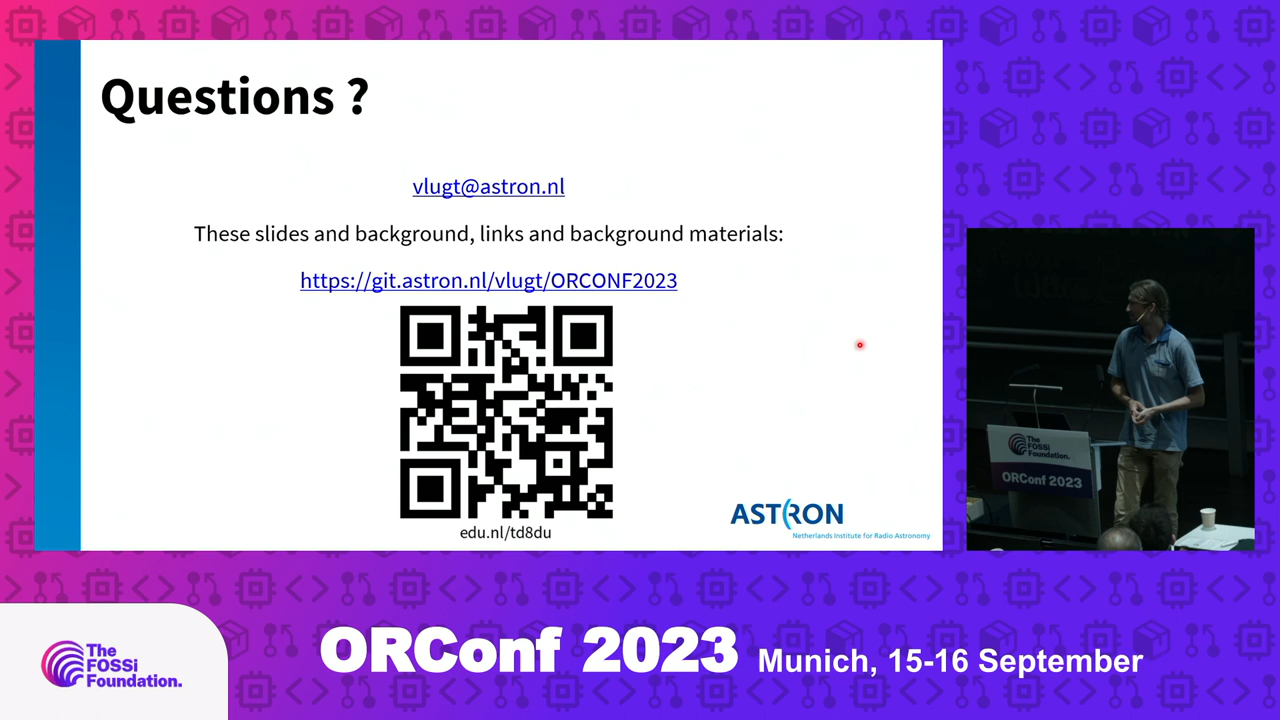 Questions ?
vlugt@astron.nl
These slides and background, links and background materials:
https://git.astron.nl/vlugt/ORCONF2023
edu.nl/td8du
ASTRON
Netherlands Institute for Radio Astronomy
The
FOSSi
Foundation.
ORConf 2023
The
FOSSi
Foundation.
ORConf 2023
Munich, 15-16 September